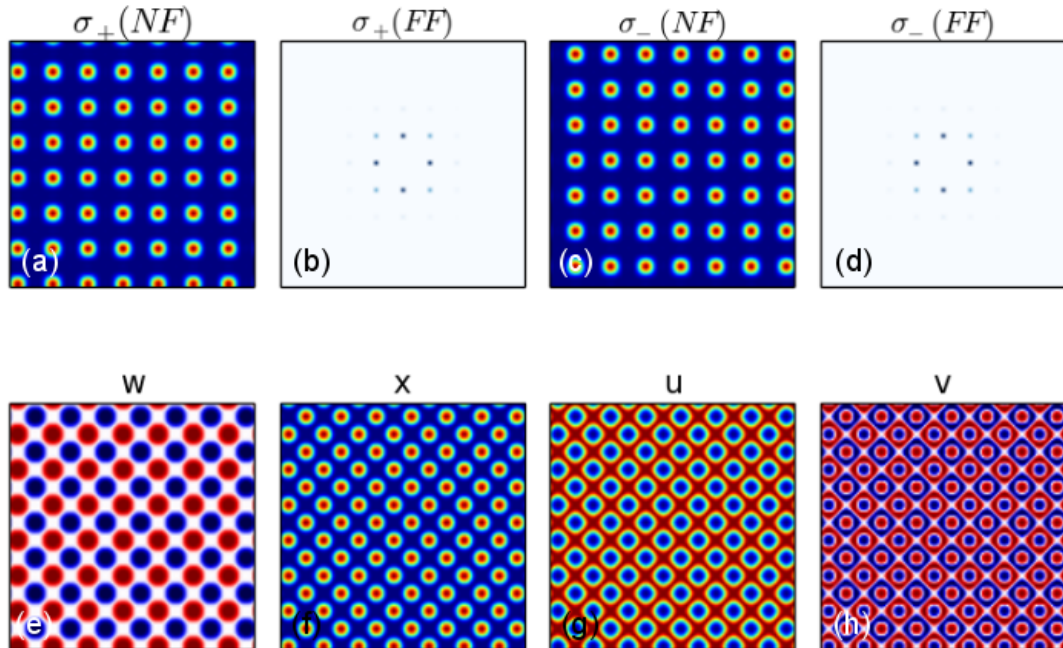 σ₊(NF) σ₊(FF) σ₋(NF) σ₋(FF)
(a) (b) (c) (d)
w x u v
(e) (f) (g) (h)